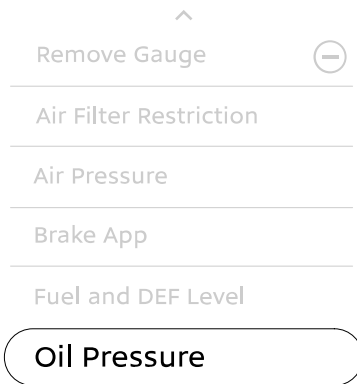 Remove Gauge
Air Filter Restriction
Air Pressure
Brake App
Fuel and DEF Level
Oil Pressure